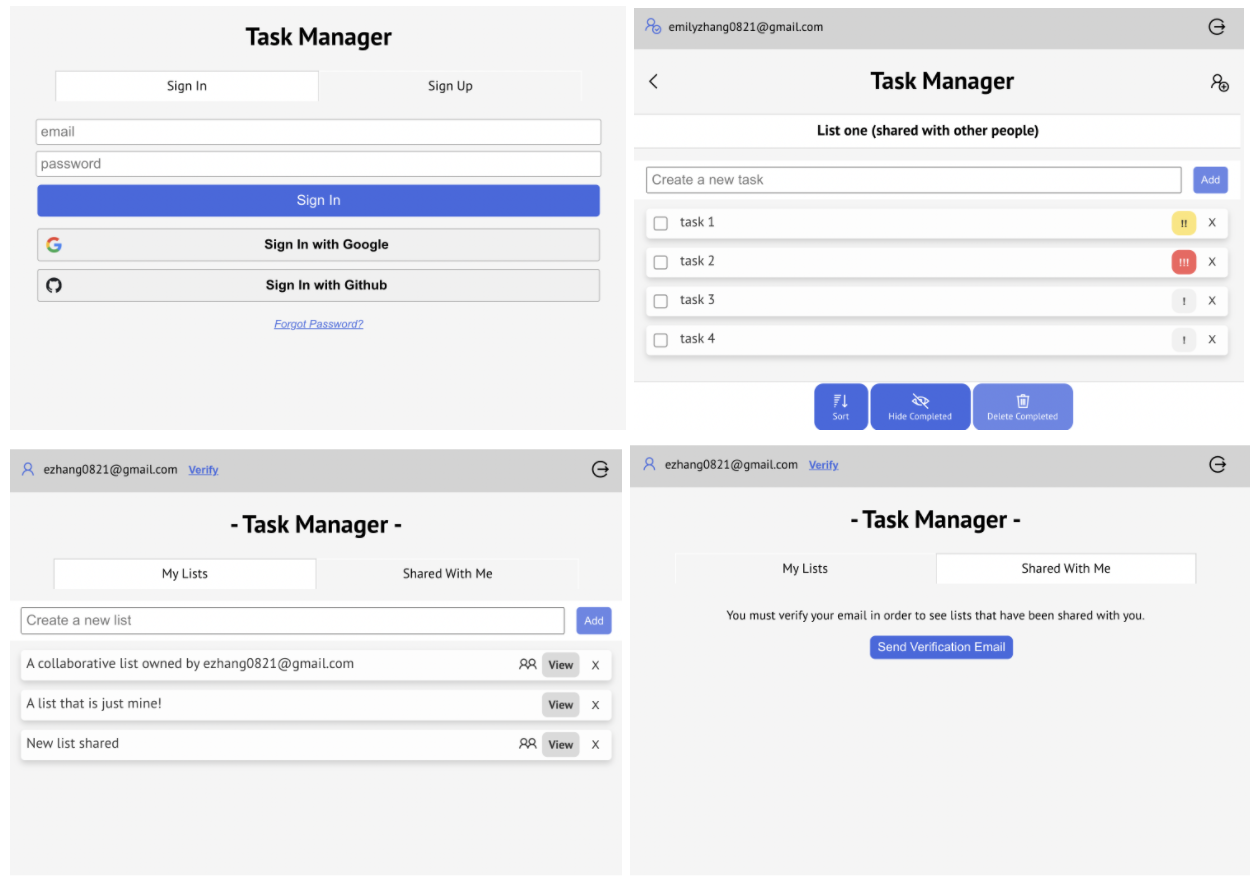 Task Manager
Sign In
Sign Up
email
password
Sign In
Sign In with Google
Sign In with Github
Forgot Password?
emilyzhang0821@gmail.com
Task Manager
List one (shared with other people)
Create a new task
Add
task 1
!!
X
task 2
!!!
X
task 3
!
X
task 4
!
X
Sort
Hide Completed
Delete Completed
ezhang0821@gmail.com Verify
- Task Manager -
My Lists
Shared With Me
Create a new list
Add
A collaborative list owned by ezhang0821@gmail.com
View
X
A list that is just mine!
View
X
New list shared
View
X
ezhang0821@gmail.com Verify
- Task Manager -
My Lists
Shared With Me
You must verify your email in order to see lists that have been shared with you.
Send Verification Email